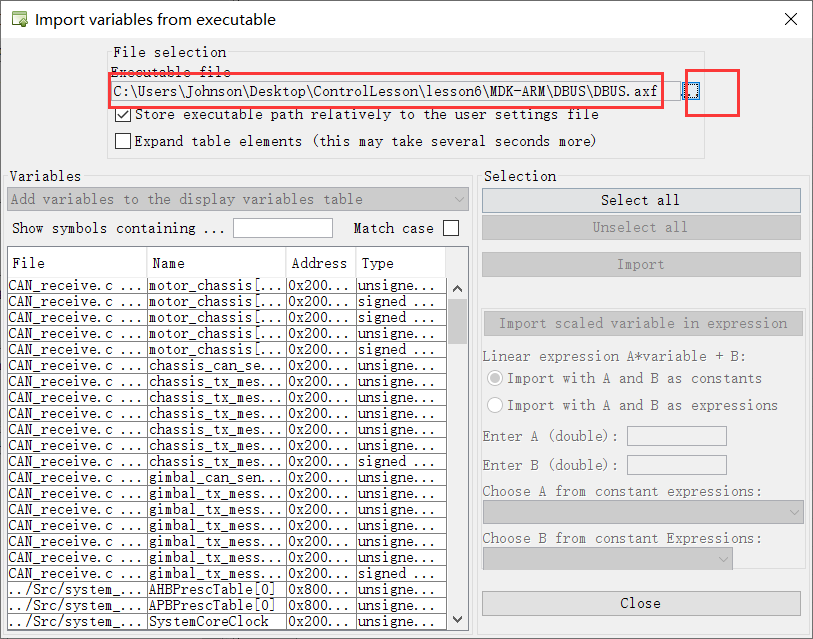 Import variables from executable
File selection
Executable file
C:\Users\Johnson\Desktop\ControlLesson\lesson6\MDK-ARM\DBUS\DBUS.axf
Store executable path relatively to the user settings file
Expand table elements (this may take several seconds more)
Variables
Add variables to the display variables table
Show symbols containing ... Match case
File Name Address Type
CAN_receive.c ... motor_chassis[... 0x200... unsigne...
CAN_receive.c ... motor_chassis[... 0x200... signed ...
CAN_receive.c ... motor_chassis[... 0x200... signed ...
CAN_receive.c ... motor_chassis[... 0x200... unsigne...
CAN_receive.c ... motor_chassis[... 0x200... signed ...
CAN_receive.c ... chassis_can_se... 0x200... unsigne...
CAN_receive.c ... chassis_tx_mes... 0x200... unsigne...
CAN_receive.c ... chassis_tx_mes... 0x200... unsigne...
CAN_receive.c ... chassis_tx_mes... 0x200... unsigne...
CAN_receive.c ... chassis_tx_mes... 0x200... unsigne...
CAN_receive.c ... chassis_tx_mes... 0x200... unsigne...
CAN_receive.c ... chassis_tx_mes... 0x200... signed ...
CAN_receive.c ... gimbal_can_sen... 0x200... unsigne...
CAN_receive.c ... gimbal_tx_mess... 0x200... unsigne...
CAN_receive.c ... gimbal_tx_mess... 0x200... unsigne...
CAN_receive.c ... gimbal_tx_mess... 0x200... unsigne...
CAN_receive.c ... gimbal_tx_mess... 0x200... unsigne...
CAN_receive.c ... gimbal_tx_mess... 0x200... unsigne...
CAN_receive.c ... gimbal_tx_mess... 0x200... signed ...
../Src/system_... AHBPrescTable[0] 0x800... unsigne...
../Src/system_... APBPrescTable[0] 0x800... unsigne...
../Src/system_... SystemCoreClock 0x200... unsigne...
Selection
Select all
Unselect all
Import
Import scaled variable in expression
Linear expression A*variable + B:
Import with A and B as constants
Import with A and B as expressions
Enter A (double):
Enter B (double):
Choose A from constant expressions:
Choose B from constant Expressions:
Close